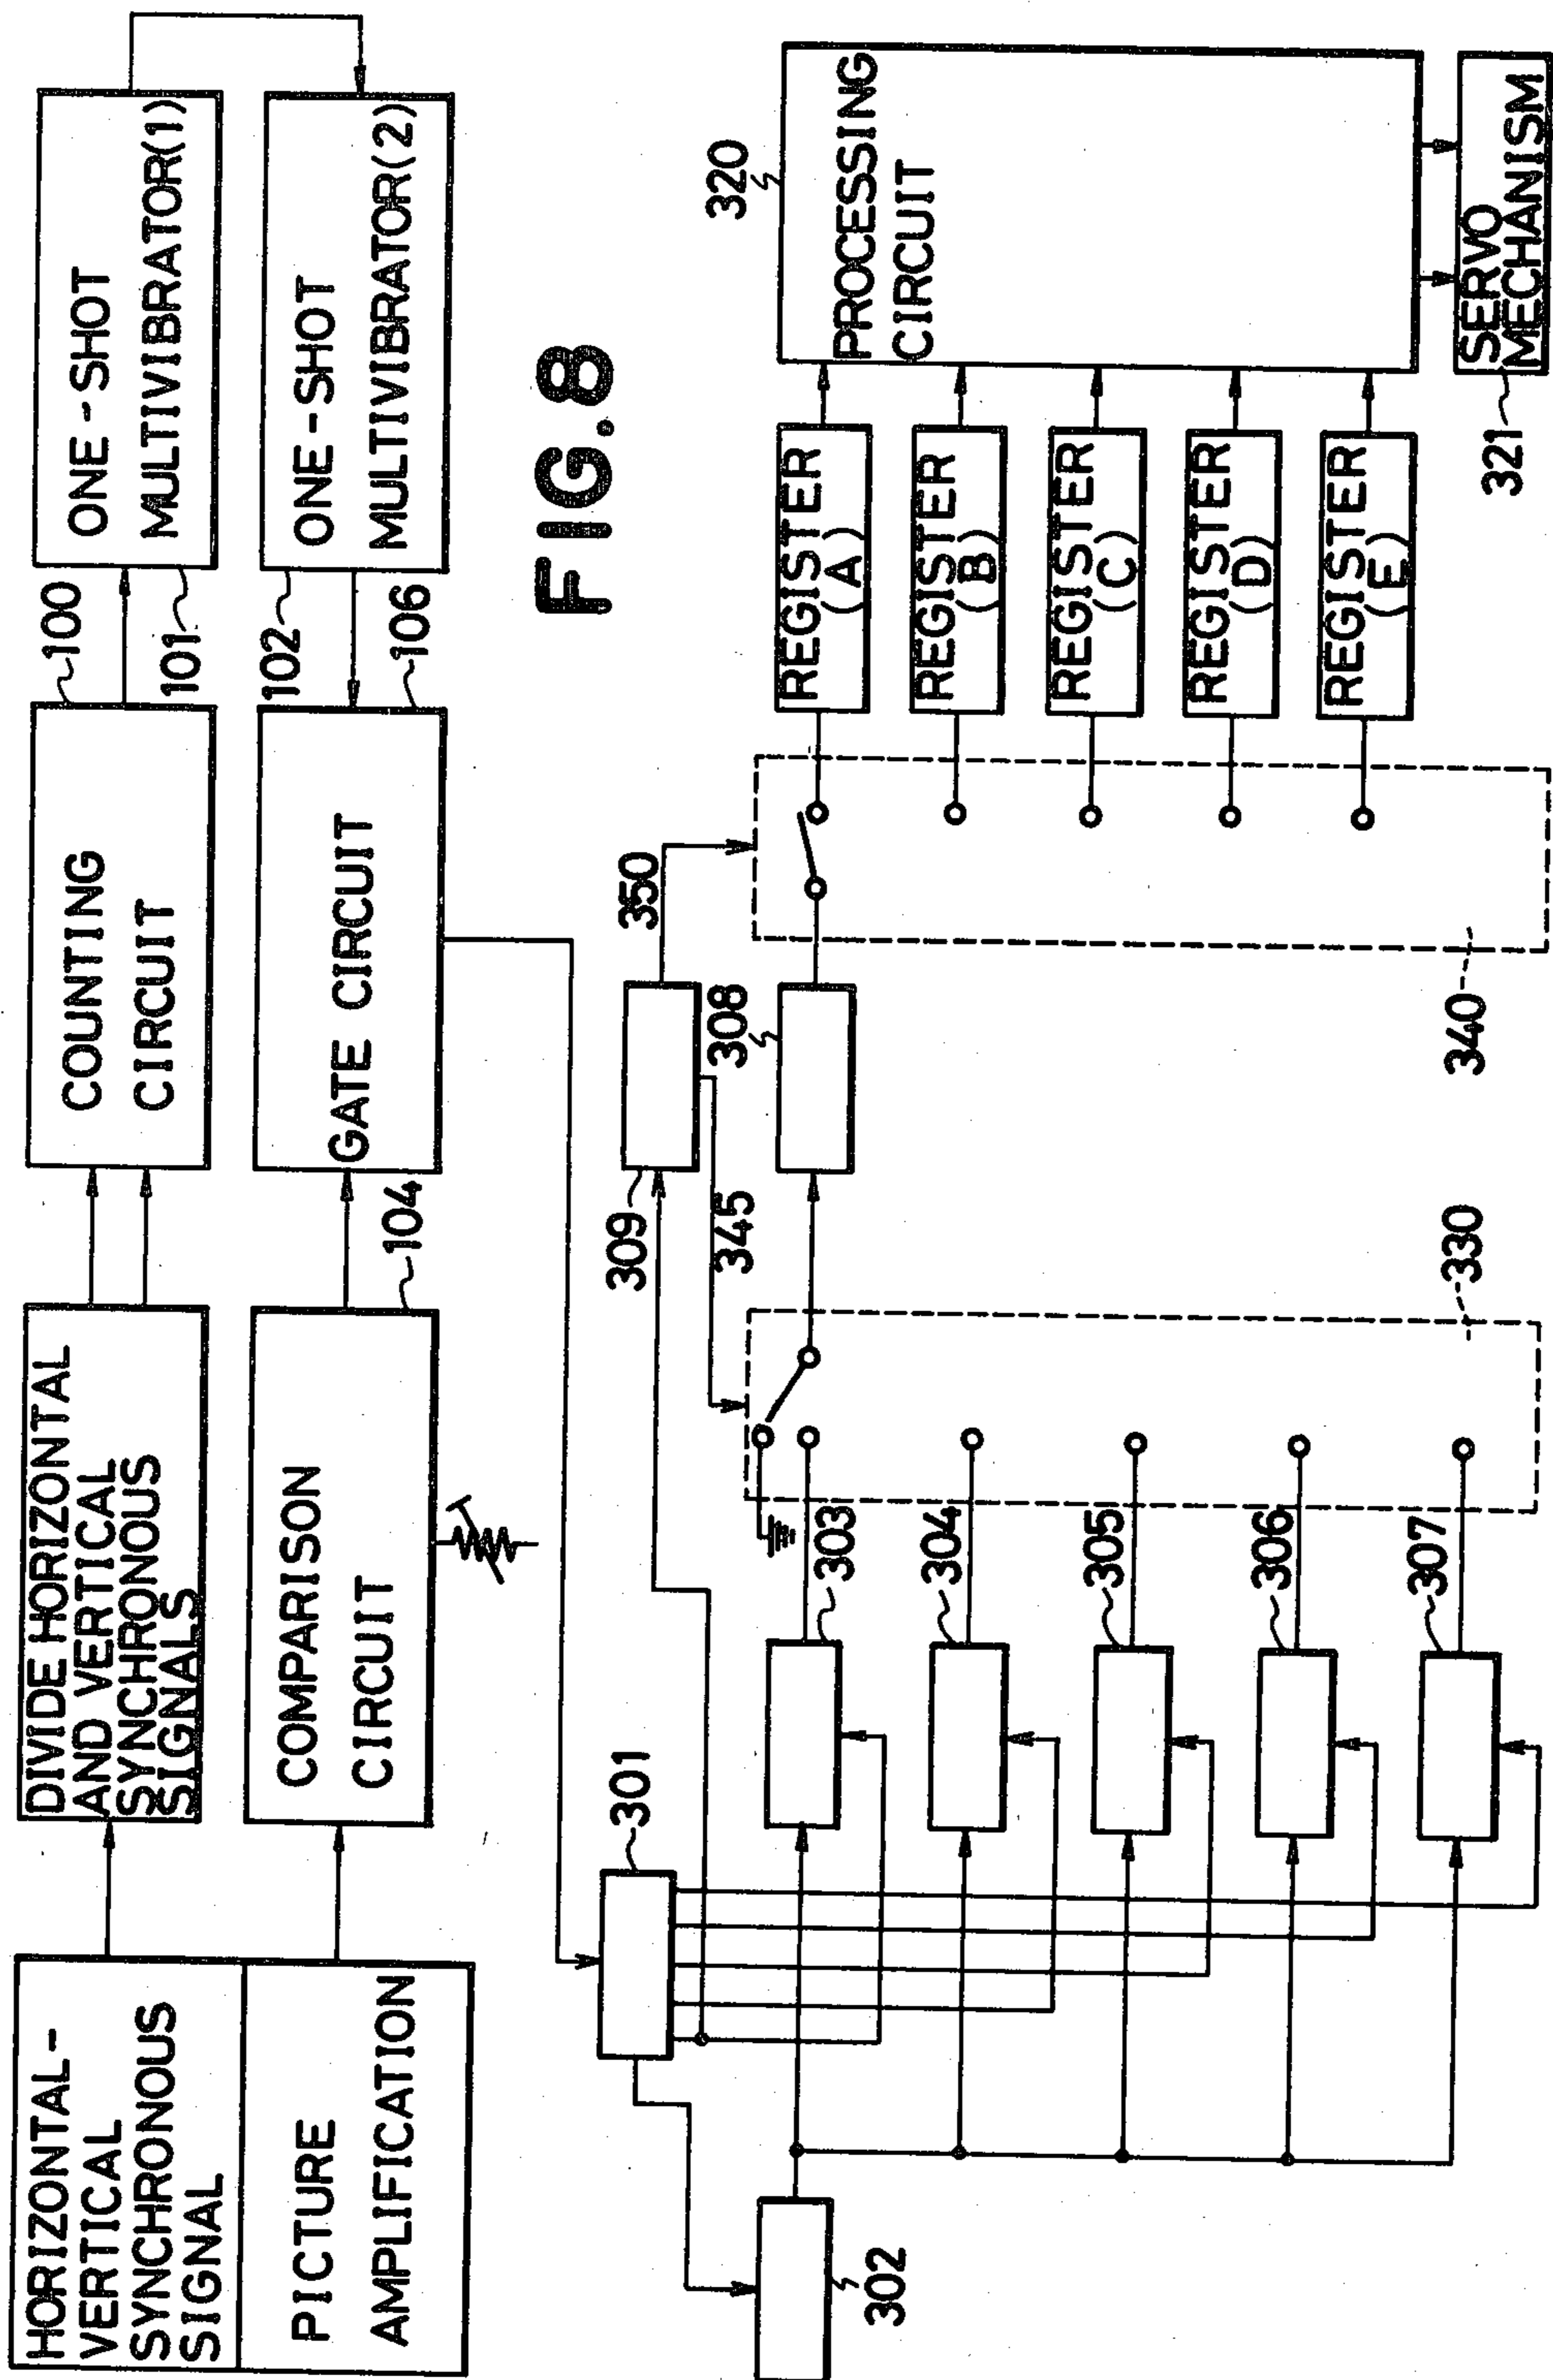 HORIZONTAL-
VERTICAL
SYNCHRONOUS
SIGNAL
PICTURE
AMPLIFICATION
DIVIDE HORIZONTAL
AND VERTICAL
SYNCHRONOUS
SIGNALS
COMPARISON
CIRCUIT
104
COUNTING
CIRCUIT
100
GATE CIRCUIT
106
ONE-SHOT
MULTIVIBRATOR(1)
101
ONE-SHOT
MULTIVIBRATOR(2)
102
FIG.8
301
302
303
304
305
306
307
309
345
350
308
330
340
REGISTER
(A)
REGISTER
(B)
REGISTER
(C)
REGISTER
(D)
REGISTER
(E)
320
PROCESSING
CIRCUIT
321
SERVO
MECHANISM